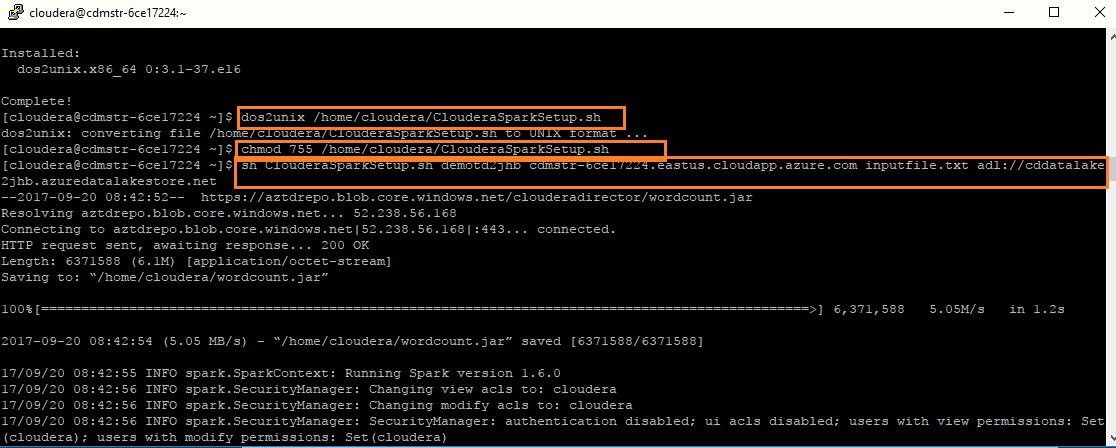 cloudera@cdmstr-6ce17224:~
Installed:
  dos2unix.x86_64 0:3.1-37.el6
Complete!
[cloudera@cdmstr-6ce17224 ~]$ dos2unix /home/cloudera/ClouderaSparkSetup.sh
dos2unix: converting file /home/cloudera/ClouderaSparkSetup.sh to UNIX format ...
[cloudera@cdmstr-6ce17224 ~]$ chmod 755 /home/cloudera/ClouderaSparkSetup.sh
[cloudera@cdmstr-6ce17224 ~]$ sh ClouderaSparkSetup.sh demotd2jhb cdmstr-6ce17224.eastus.cloudapp.azure.com inputfile.txt adl://cddatalake
2jhb.azuredatalakestore.net
--2017-09-20 08:42:52--  https://aztdrepo.blob.core.windows.net/clouderadirector/wordcount.jar
Resolving aztdrepo.blob.core.windows.net... 52.238.56.168
Connecting to aztdrepo.blob.core.windows.net|52.238.56.168|:443... connected.
HTTP request sent, awaiting response... 200 OK
Length: 6371588 (6.1M) [application/octet-stream]
Saving to: “/home/cloudera/wordcount.jar”
100%[=================================================================================================>] 6,371,588   5.05M/s   in 1.2s
2017-09-20 08:42:54 (5.05 MB/s) - “/home/cloudera/wordcount.jar” saved [6371588/6371588]
17/09/20 08:42:55 INFO spark.SparkContext: Running Spark version 1.6.0
17/09/20 08:42:56 INFO spark.SecurityManager: Changing view acls to: cloudera
17/09/20 08:42:56 INFO spark.SecurityManager: Changing modify acls to: cloudera
17/09/20 08:42:56 INFO spark.SecurityManager: SecurityManager: authentication disabled; ui acls disabled; users with view permissions: Set
(cloudera); users with modify permissions: Set(cloudera)